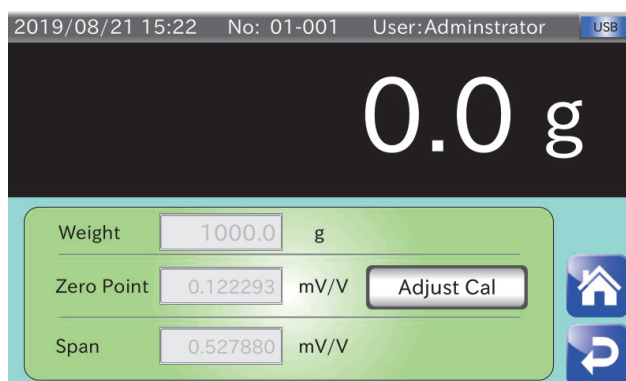 2019/08/21 15:22 No: 01-001 User:Adminstrator USB
0.0 g
Weight 1000.0 g
Zero Point 0.122293 mV/V Adjust Cal
Span 0.527880 mV/V